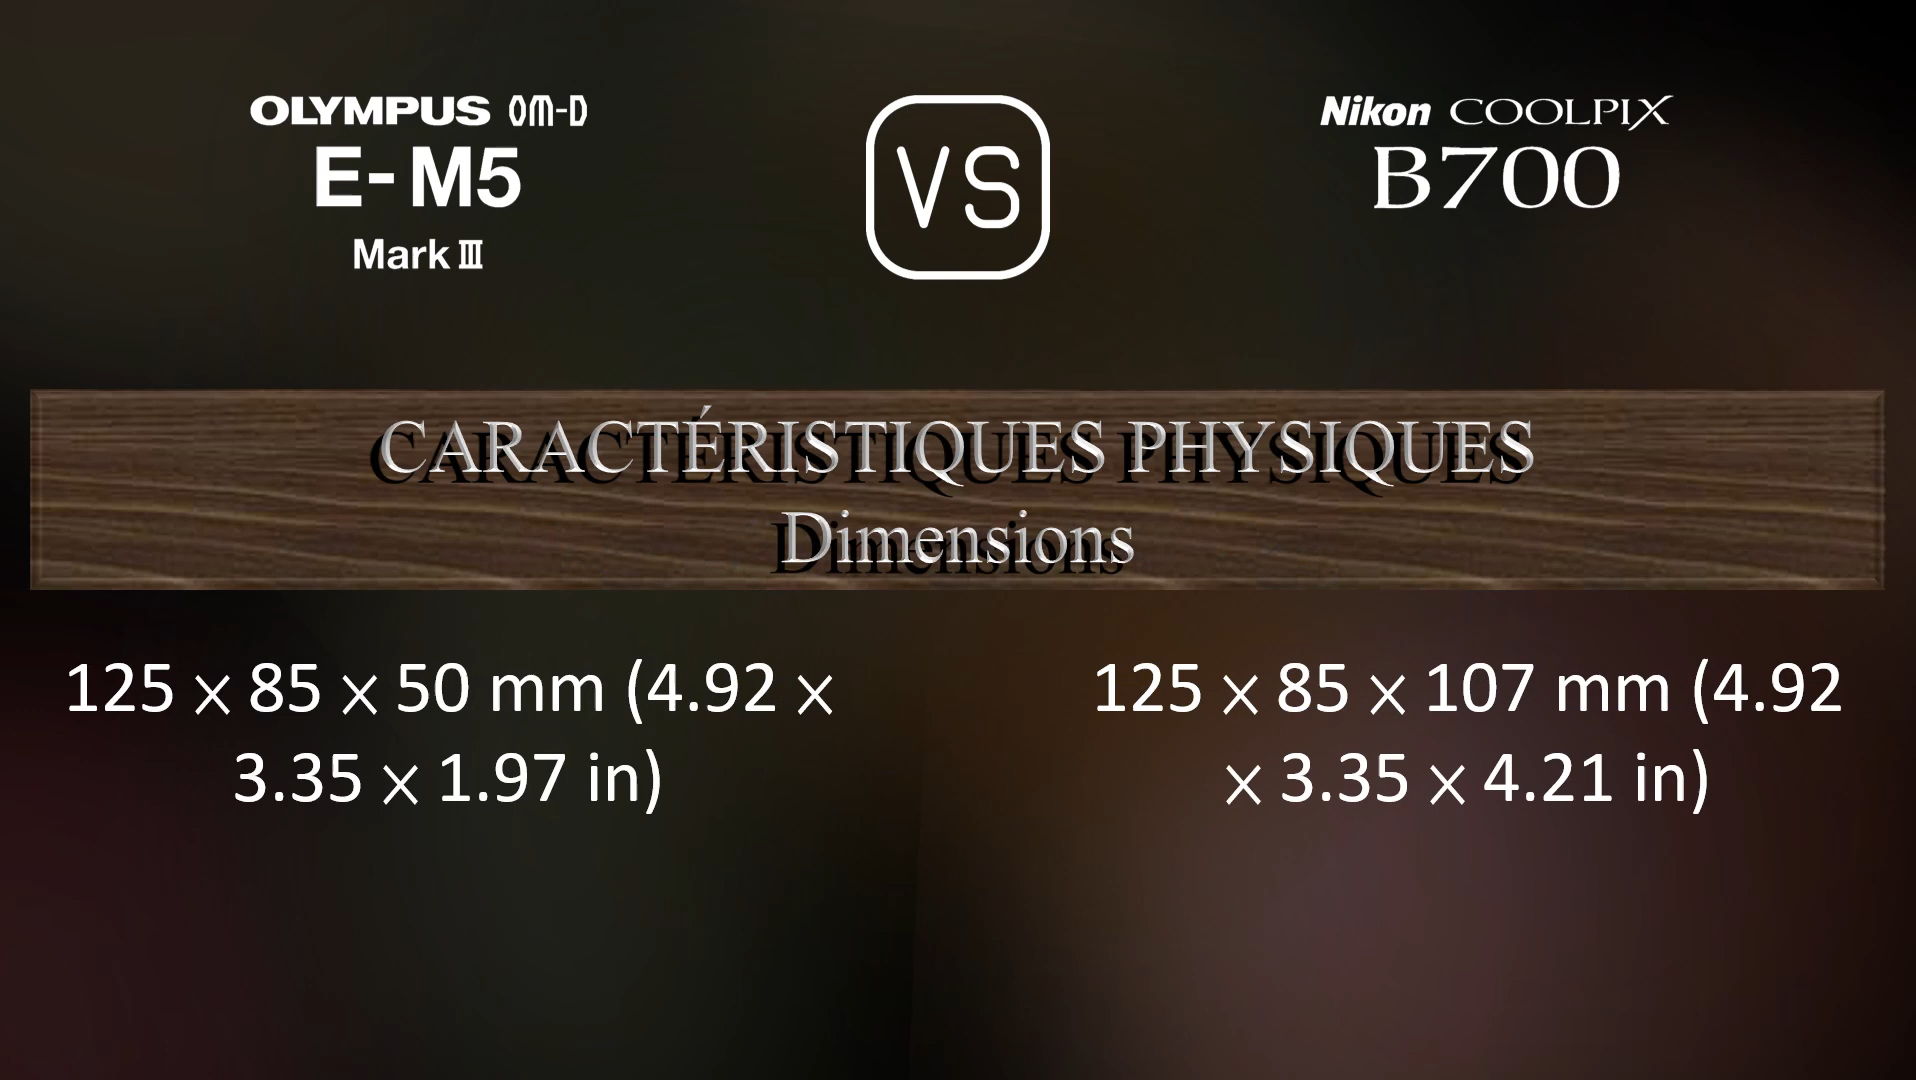 OLYMPUS OM-D
E-M5
Mark III
VS
Nikon COOLPIX
B700
CARACTÉRISTIQUES PHYSIQUES
Dimensions
125 x 85 x 50 mm (4.92 x
3.35 x 1.97 in)
125 x 85 x 107 mm (4.92
x 3.35 x 4.21 in)